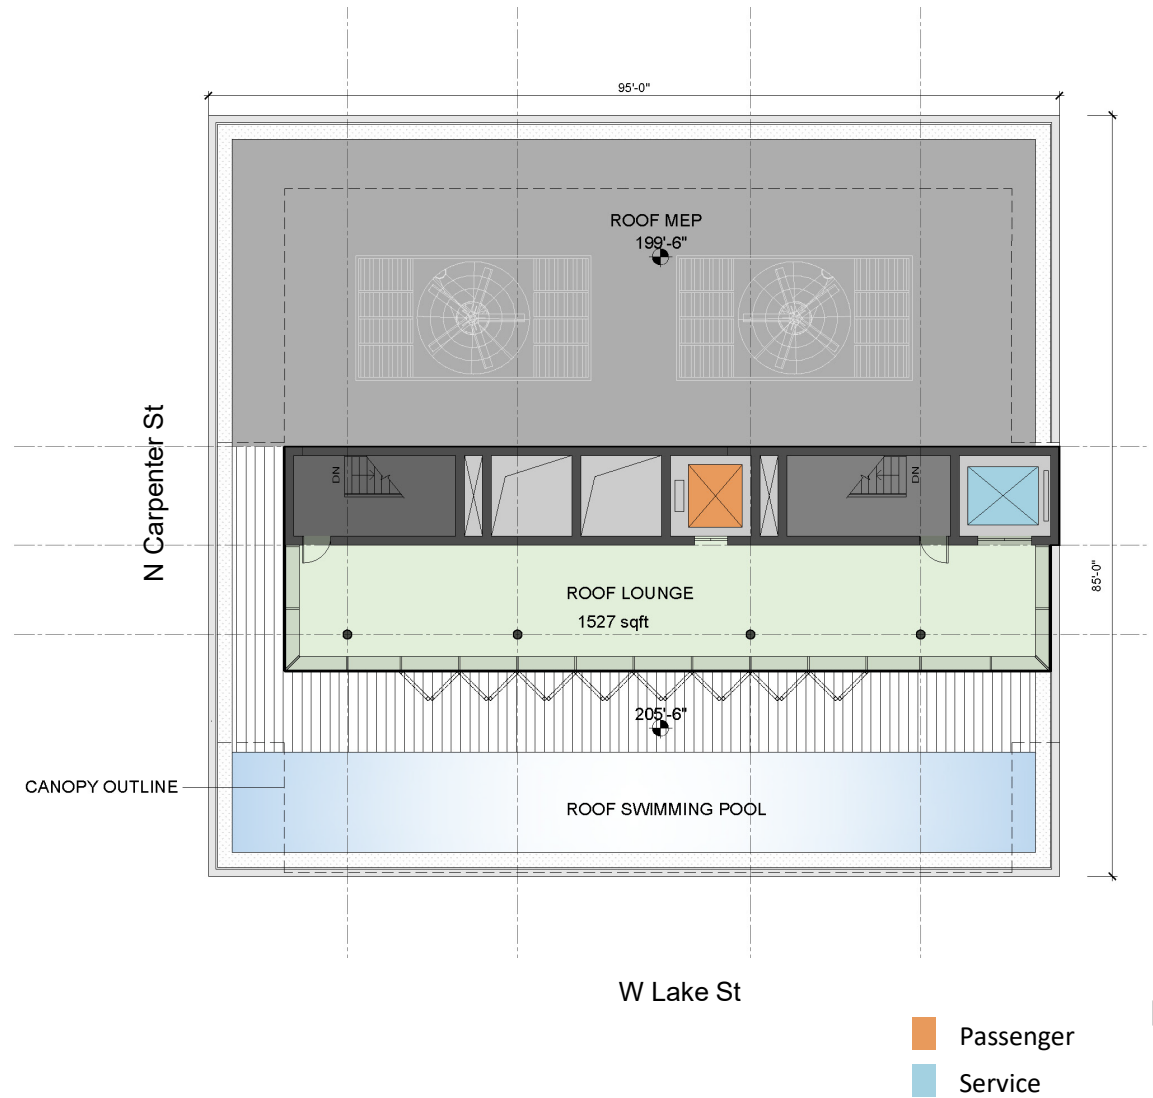 95'-0"
ROOF MEP
199'-6"
N Carpenter St
DN
DN
85'-0"
ROOF LOUNGE
1527 sqft
205'-6"
CANOPY OUTLINE
ROOF SWIMMING POOL
W Lake St
Passenger
Service